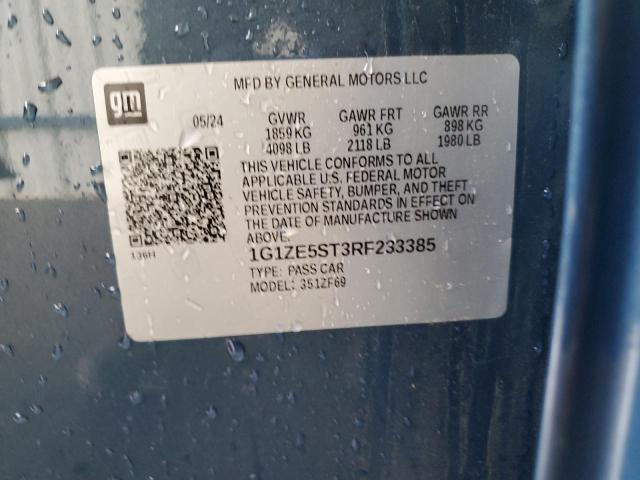 gm
MFD BY GENERAL MOTORS LLC
05/24 GVWR GAWR FRT GAWR RR
1859 KG 961 KG 898 KG
4098 LB 2118 LB 1980 LB
THIS VEHICLE CONFORMS TO ALL
APPLICABLE U.S. FEDERAL MOTOR
VEHICLE SAFETY, BUMPER, AND THEFT
PREVENTION STANDARDS IN EFFECT ON
THE DATE OF MANUFACTURE SHOWN
ABOVE.
136H
1G1ZE5ST3RF233385
TYPE: PASS CAR
MODEL: 351ZF69